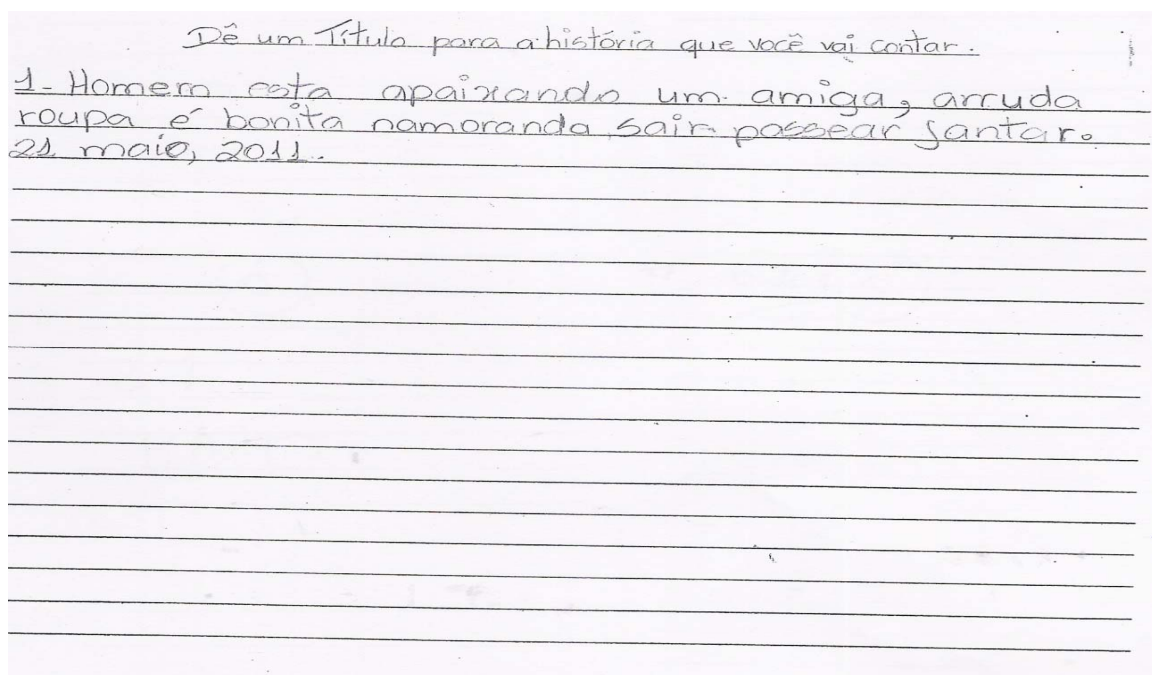 Dê um Título para a história que você vai contar.
1- Homem esta apaixando um amiga, arruda
roupa é bonita namoranda sair passear jantar.
21 maio, 2011.